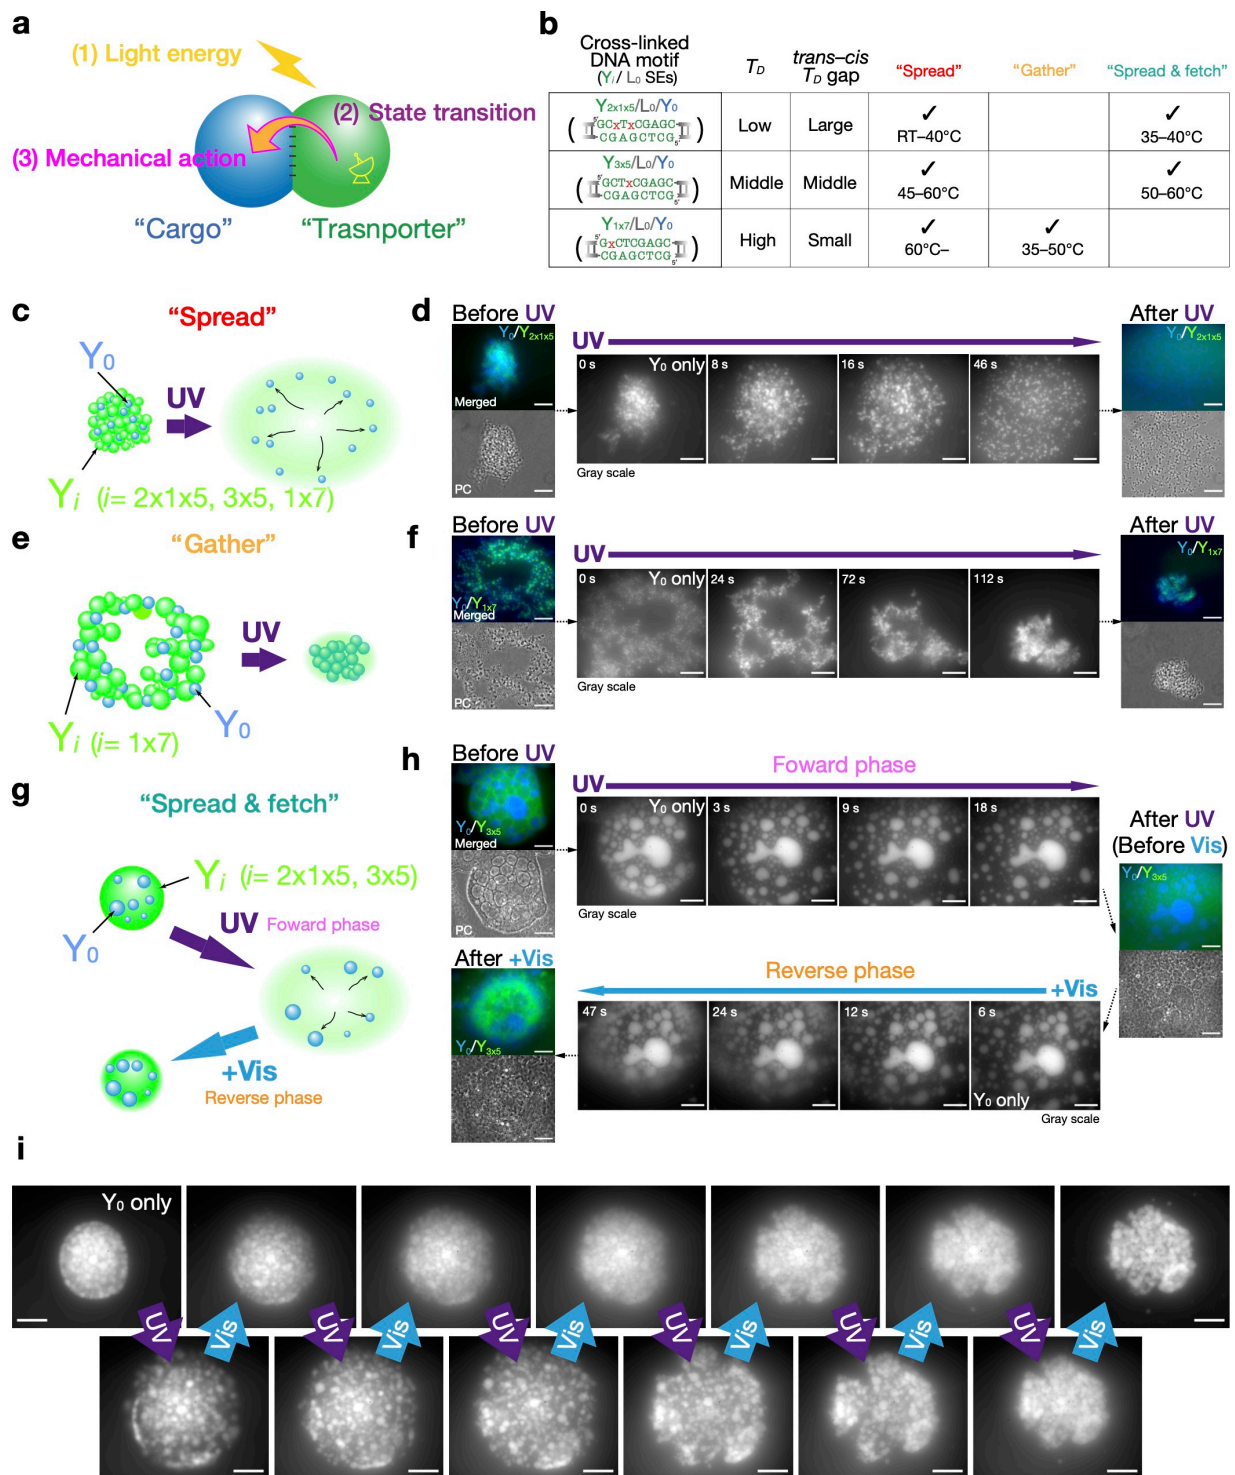 a
(1) Light energy
(2) State transition
(3) Mechanical action
“Cargo”
“Trasnporter”
b
Cross-linked
DNA motif
(Yi / L0 SEs)
TD
trans–cis
TD gap
“Spread”
“Gather”
“Spread & fetch”
Y2x1x5/L0/Y0
5' GCxTxCGAGC
CGAGCTCG 5'
Low
Large
✓
RT–40°C
✓
35–40°C
Y3x5/L0/Y0
5' GCTxCGAGC
CGAGCTCG 5'
Middle
Middle
✓
45–60°C
✓
50–60°C
Y1x7/L0/Y0
5' GxCTCGAGC
CGAGCTCG 5'
High
Small
✓
60°C–
✓
35–50°C
c
“Spread”
Y0
UV
Yi (i= 2x1x5, 3x5, 1x7)
d
Before UV
Y0/Y2x1x5
Merged
PC
UV
0 s
Y0 only
8 s
16 s
46 s
Gray scale
After UV
Y0/Y2x1x5
e
“Gather”
UV
Yi (i= 1x7)
Y0
f
Before UV
Y0/Y1x7
Merged
PC
UV
0 s
Y0 only
24 s
72 s
112 s
Gray scale
After UV
Y0/Y1x7
g
“Spread & fetch”
Yi (i= 2x1x5, 3x5)
Y0
UV Foward phase
+Vis
Reverse phase
h
Before UV
Y0/Y3x5
Merged
PC
UV
Foward phase
0 s
Y0 only
3 s
9 s
18 s
Gray scale
After UV
(Before Vis)
Y0/Y3x5
After +Vis
Y0/Y3x5
Reverse phase
+Vis
47 s
24 s
12 s
6 s
Y0 only
Gray scale
i
Y0 only
UV
Vis
UV
Vis
UV
Vis
UV
Vis
UV
Vis
UV
Vis